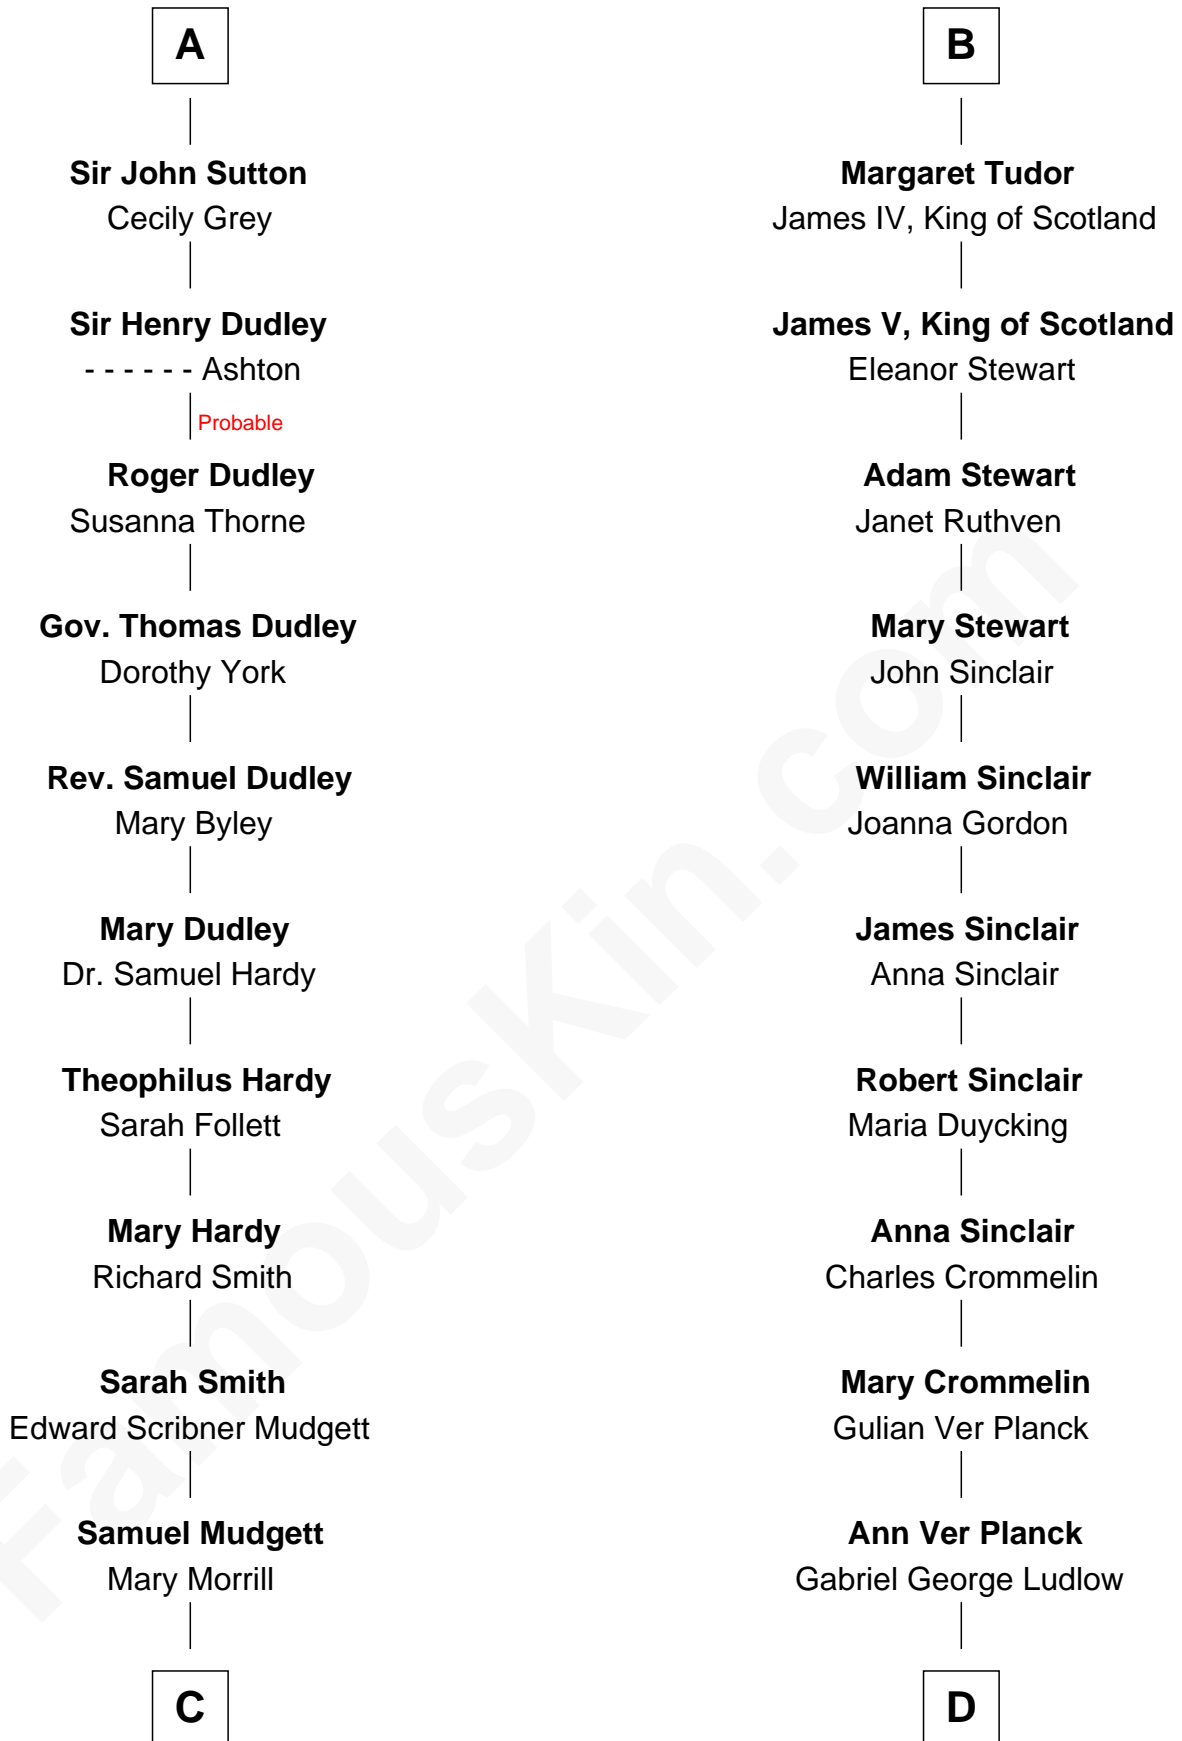 A
Sir John Sutton
Cecily Grey
Sir Henry Dudley
- - - - - - Ashton
Probable
Roger Dudley
Susanna Thorne
Gov. Thomas Dudley
Dorothy York
Rev. Samuel Dudley
Mary Byley
Mary Dudley
Dr. Samuel Hardy
Theophilus Hardy
Sarah Follett
Mary Hardy
Richard Smith
Sarah Smith
Edward Scribner Mudgett
Samuel Mudgett
Mary Morrill
C
B
Margaret Tudor
James IV, King of Scotland
James V, King of Scotland
Eleanor Stewart
Adam Stewart
Janet Ruthven
Mary Stewart
John Sinclair
William Sinclair
Joanna Gordon
James Sinclair
Anna Sinclair
Robert Sinclair
Maria Duycking
Anna Sinclair
Charles Crommelin
Mary Crommelin
Gulian Ver Planck
Ann Ver Planck
Gabriel George Ludlow
D
FamousKin.com